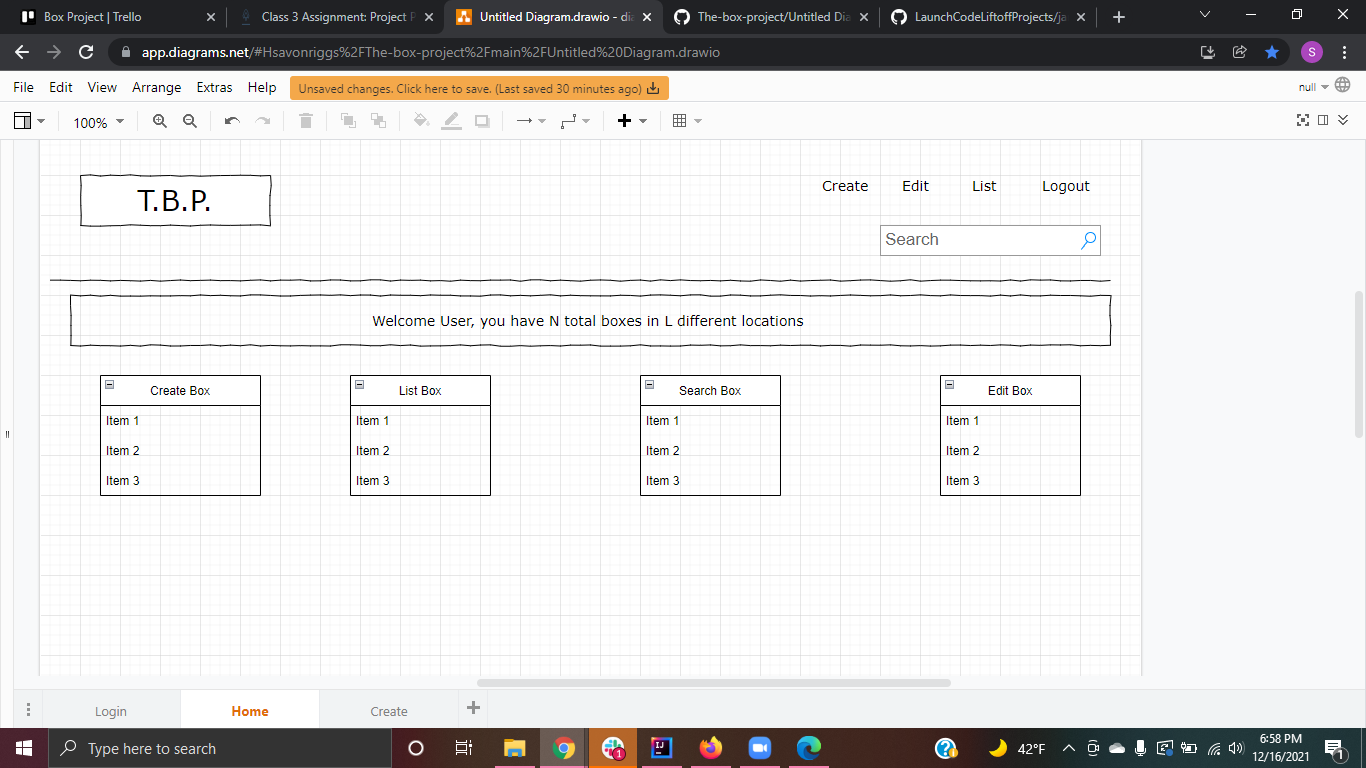 Box Project | Trello
Class 3 Assignment: Project P
Untitled Diagram.drawio - dia
The-box-project/Untitled Dia
LaunchCodeLiftoffProjects/ja
app.diagrams.net/#Hsavonriggs%2FThe-box-project%2Fmain%2FUntitled%20Diagram.drawio
S
File Edit View Arrange Extras Help
Unsaved changes. Click here to save. (Last saved 30 minutes ago)
null
100%
T.B.P.
Create Edit List Logout
Search
Welcome User, you have N total boxes in L different locations
Create Box
Item 1
Item 2
Item 3
List Box
Item 1
Item 2
Item 3
Search Box
Item 1
Item 2
Item 3
Edit Box
Item 1
Item 2
Item 3
Login Home Create
Type here to search
1
IJ
42°F
6:58 PM
12/16/2021
1